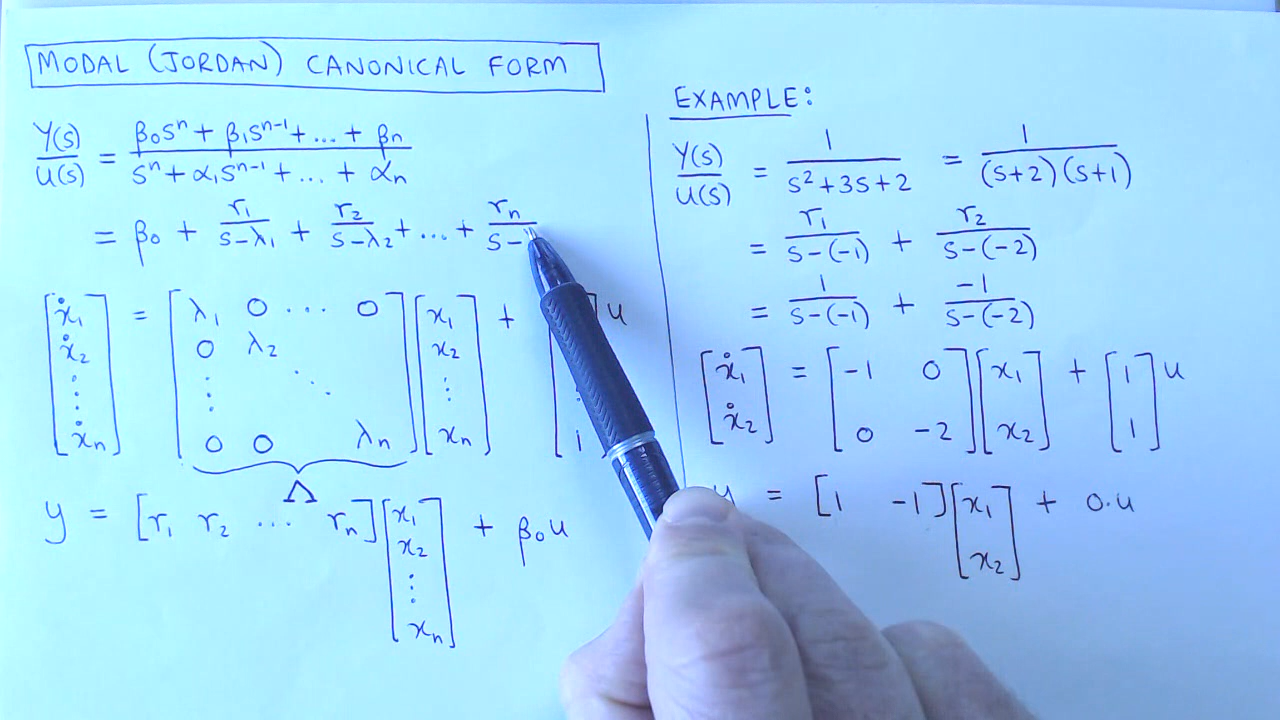 MODAL (JORDAN) CANONICAL FORM
Y(s)/U(s) = (β₀sⁿ + β₁sⁿ⁻¹ + ... + βₙ)/(sⁿ + α₁sⁿ⁻¹ + ... + αₙ)
= β₀ + r₁/(s-λ₁) + r₂/(s-λ₂) + ... + rₙ/(s-
[ẋ₁ ẋ₂ ⋮ ẋₙ] = [λ₁ 0 ... 0
0 λ₂
⋮ ⋱
0 0 λₙ] [x₁ x₂ ⋮ xₙ] + [ 1] u
Λ
y = [r₁ r₂ ... rₙ] [x₁ x₂ ⋮ xₙ] + β₀u
EXAMPLE:
Y(s)/U(s) = 1/(s²+3s+2) = 1/((s+2)(s+1))
= r₁/(s-(-1)) + r₂/(s-(-2))
= 1/(s-(-1)) + -1/(s-(-2))
[ẋ₁ ẋ₂] = [-1 0
0 -2] [x₁ x₂] + [1 1] u
= [1 -1] [x₁ x₂] + 0.u